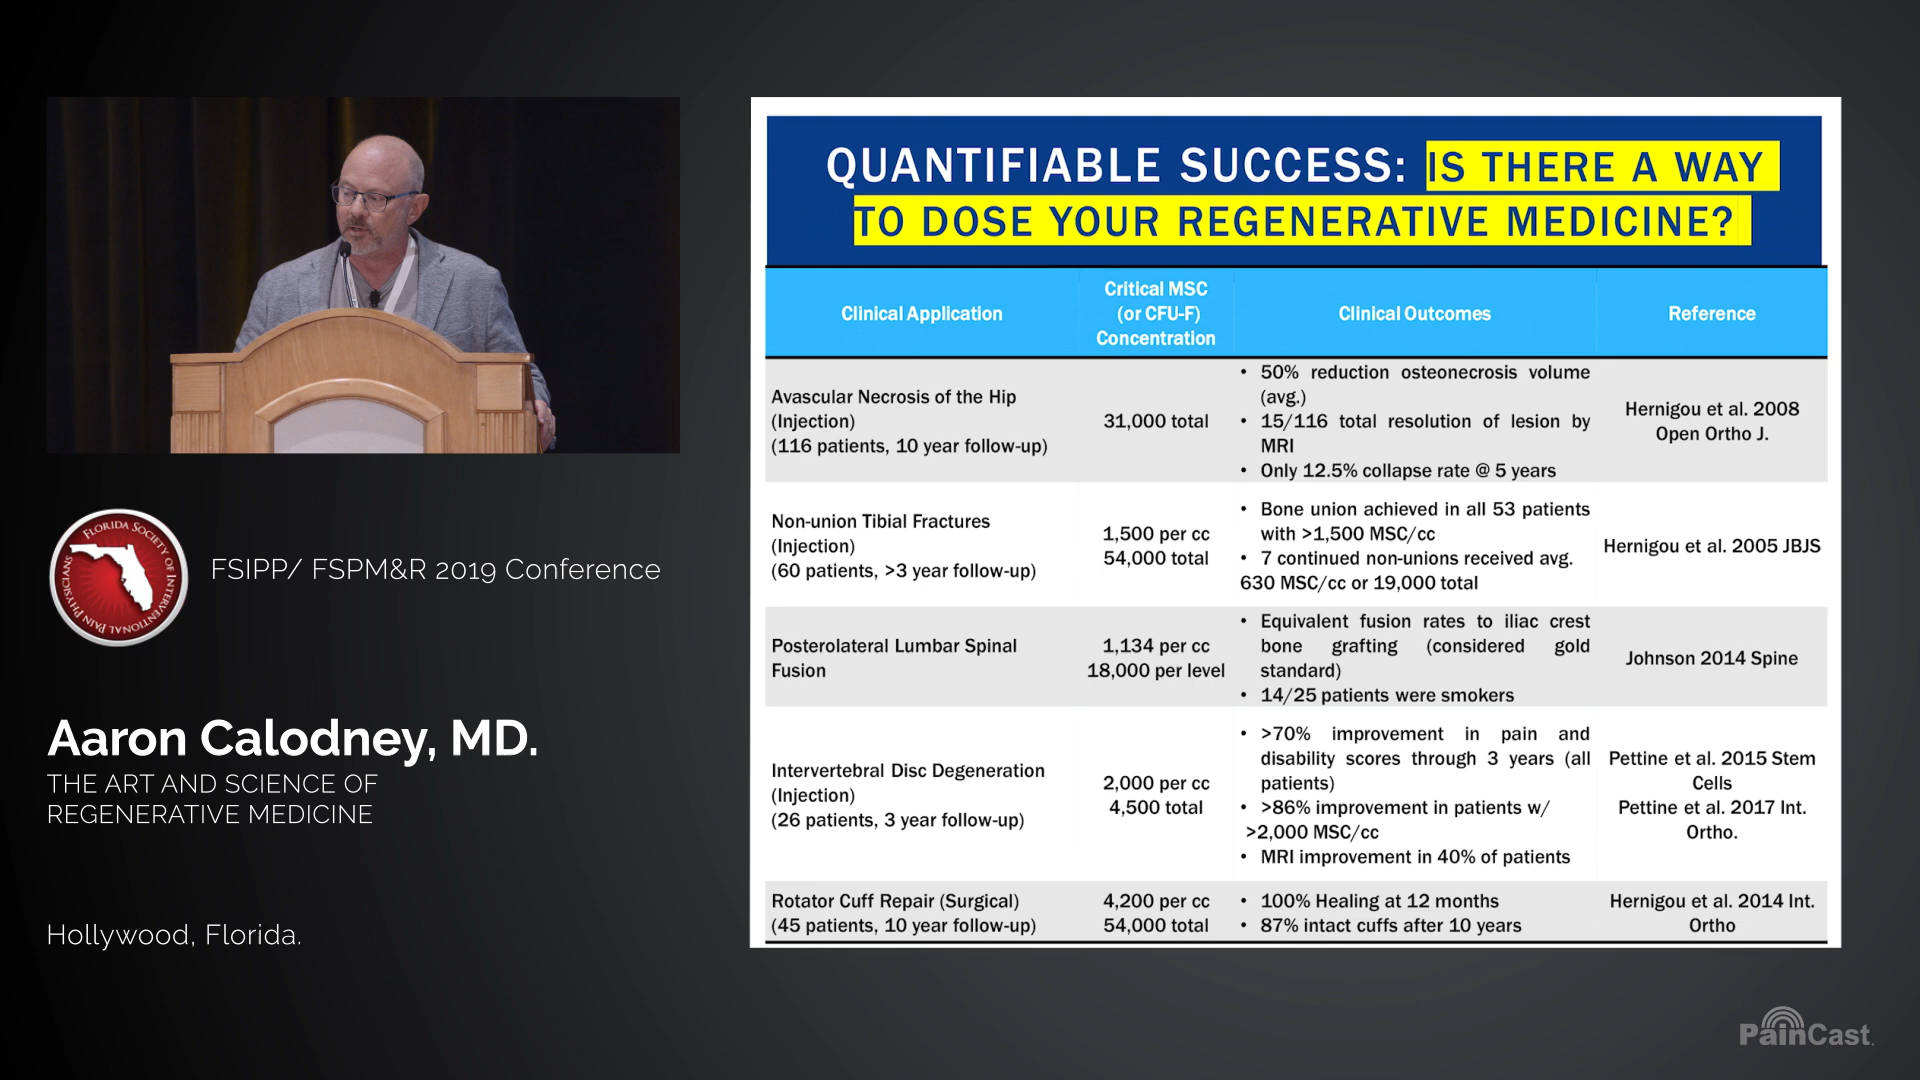 QUANTIFIABLE SUCCESS: IS THERE A WAY
TO DOSE YOUR REGENERATIVE MEDICINE?
Clinical Application
Critical MSC
(or CFU-F)
Concentration
Clinical Outcomes
Reference
Avascular Necrosis of the Hip
(Injection)
(116 patients, 10 year follow-up)
31,000 total
• 50% reduction osteonecrosis volume
(avg.)
• 15/116 total resolution of lesion by
MRI
• Only 12.5% collapse rate @ 5 years
Hernigou et al. 2008
Open Ortho J.
Non-union Tibial Fractures
(Injection)
(60 patients, >3 year follow-up)
1,500 per cc
54,000 total
• Bone union achieved in all 53 patients
with >1,500 MSC/cc
• 7 continued non-unions received avg.
630 MSC/cc or 19,000 total
Hernigou et al. 2005 JBJS
Posterolateral Lumbar Spinal
Fusion
1,134 per cc
18,000 per level
• Equivalent fusion rates to iliac crest
bone grafting (considered gold
standard)
• 14/25 patients were smokers
Johnson 2014 Spine
Intervertebral Disc Degeneration
(Injection)
(26 patients, 3 year follow-up)
2,000 per cc
4,500 total
• >70% improvement in pain and
disability scores through 3 years (all
patients)
• >86% improvement in patients w/
>2,000 MSC/cc
• MRI improvement in 40% of patients
Pettine et al. 2015 Stem
Cells
Pettine et al. 2017 Int.
Ortho.
Rotator Cuff Repair (Surgical)
(45 patients, 10 year follow-up)
4,200 per cc
54,000 total
• 100% Healing at 12 months
• 87% intact cuffs after 10 years
Hernigou et al. 2014 Int.
Ortho
FLORIDA SOCIETY OF INTERVENTIONAL PAIN PHYSICIANS
FSIPP/ FSPM&R 2019 Conference
Aaron Calodney, MD.
THE ART AND SCIENCE OF
REGENERATIVE MEDICINE
Hollywood, Florida.
PainCast.